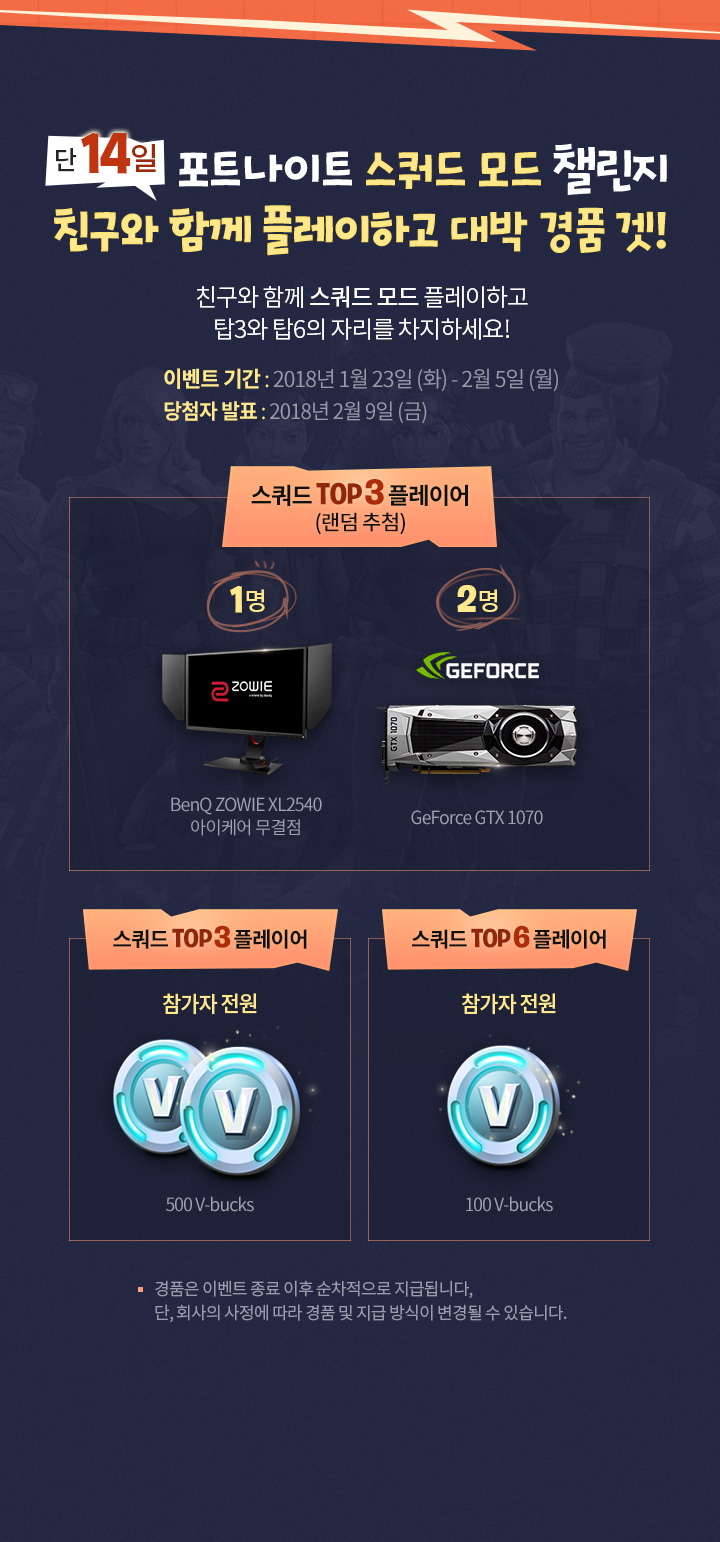 단 14일 포트나이트 스쿼드 모드 챌린지
친구와 함께 플레이하고 대박 경품 겟!
친구와 함께 스쿼드 모드 플레이하고
탑3와 탑6의 자리를 차지하세요!
이벤트 기간 : 2018년 1월 23일 (화) - 2월 5일 (월)
당첨자 발표 : 2018년 2월 9일 (금)
스쿼드 TOP 3 플레이어
(랜덤 추첨)
1명
ZOWIE
BenQ ZOWIE XL2540
아이케어 무결점
2명
GEFORCE
GTX 1070
GeForce GTX 1070
스쿼드 TOP 3 플레이어
참가자 전원
V
V
500 V-bucks
스쿼드 TOP 6 플레이어
참가자 전원
V
100 V-bucks
경품은 이벤트 종료 이후 순차적으로 지급됩니다,
단, 회사의 사정에 따라 경품 및 지급 방식이 변경될 수 있습니다.